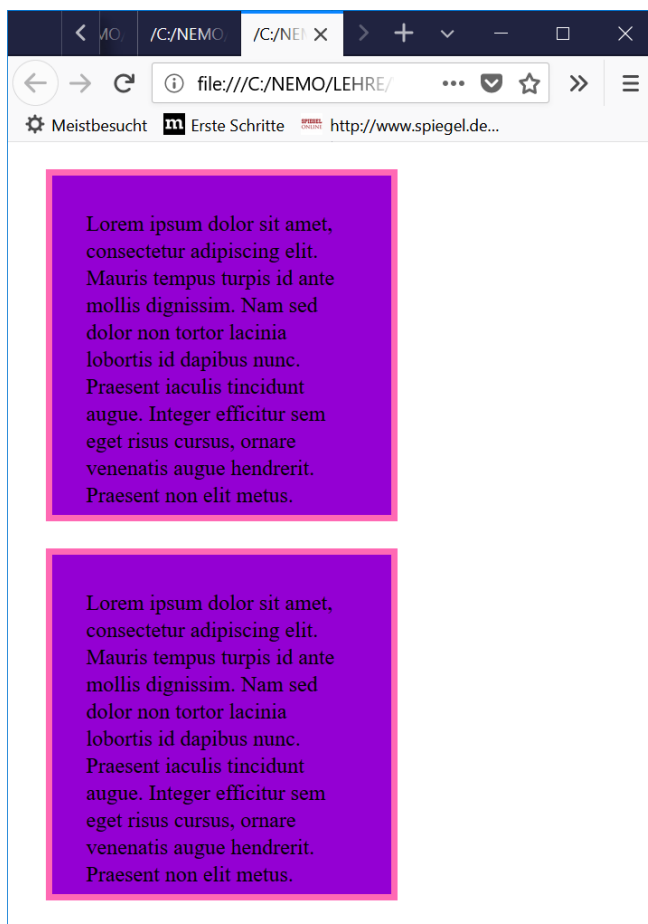 MO,
/C:/NEMO,
/C:/NEM
file:///C:/NEMO/LEHRE/
Meistbesucht
m Erste Schritte
SPIEGEL ONLINE http://www.spiegel.de...
Lorem ipsum dolor sit amet,
consectetur adipiscing elit.
Mauris tempus turpis id ante
mollis dignissim. Nam sed
dolor non tortor lacinia
lobortis id dapibus nunc.
Praesent iaculis tincidunt
augue. Integer efficitur sem
eget risus cursus, ornare
venenatis augue hendrerit.
Praesent non elit metus.
Lorem ipsum dolor sit amet,
consectetur adipiscing elit.
Mauris tempus turpis id ante
mollis dignissim. Nam sed
dolor non tortor lacinia
lobortis id dapibus nunc.
Praesent iaculis tincidunt
augue. Integer efficitur sem
eget risus cursus, ornare
venenatis augue hendrerit.
Praesent non elit metus.